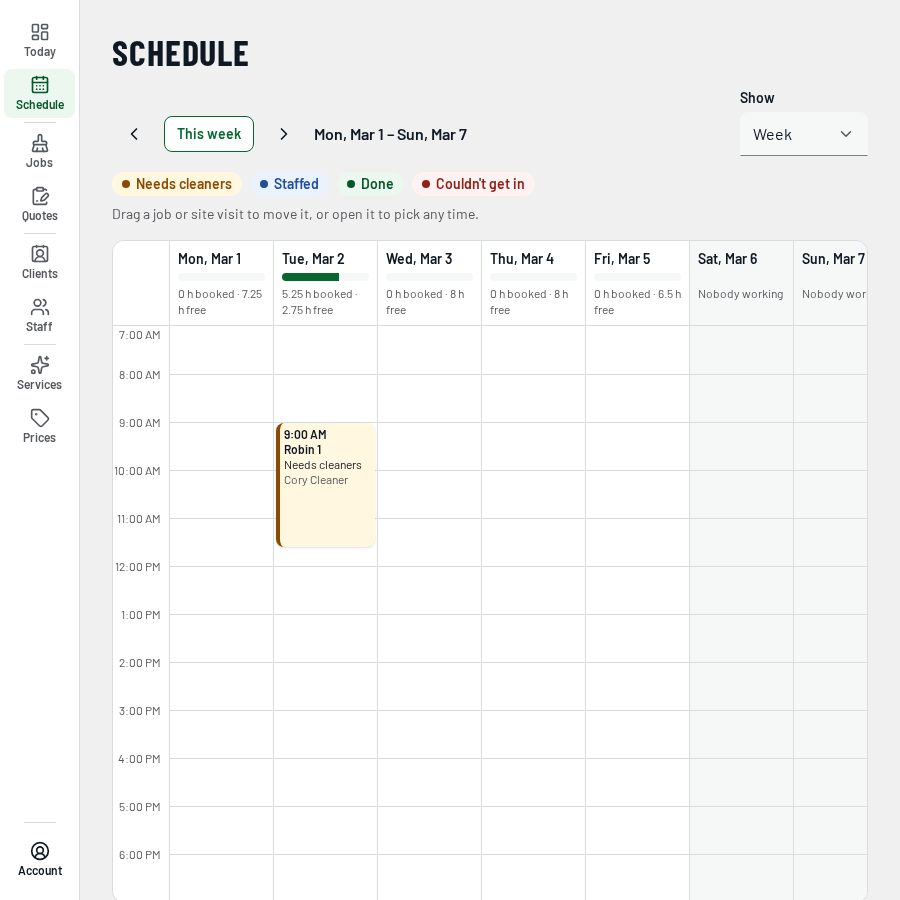 Today
Schedule
Jobs
Quotes
Clients
Staff
Services
Prices
Account
SCHEDULE
This week
Mon, Mar 1 – Sun, Mar 7
Show
Week
Needs cleaners
Staffed
Done
Couldn't get in
Drag a job or site visit to move it, or open it to pick any time.
Mon, Mar 1
0 h booked · 7.25
h free
Tue, Mar 2
5.25 h booked ·
2.75 h free
Wed, Mar 3
0 h booked · 8 h
free
Thu, Mar 4
0 h booked · 8 h
free
Fri, Mar 5
0 h booked · 6.5 h
free
Sat, Mar 6
Nobody working
Sun, Mar 7
Nobody wor
7:00 AM
8:00 AM
9:00 AM
10:00 AM
11:00 AM
12:00 PM
1:00 PM
2:00 PM
3:00 PM
4:00 PM
5:00 PM
6:00 PM
9:00 AM
Robin 1
Needs cleaners
Cory Cleaner